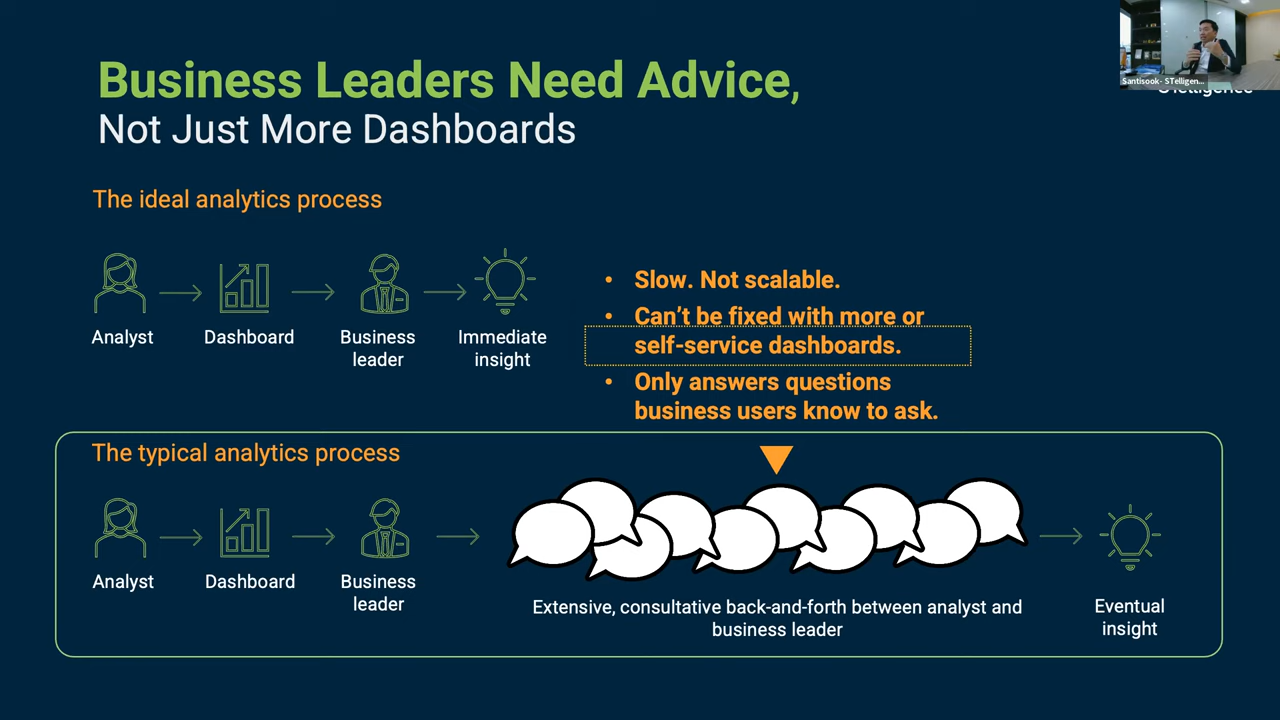 Business Leaders Need Advice,
Not Just More Dashboards
Santisook- STelligen...
The ideal analytics process
Analyst
Dashboard
Business
leader
Immediate
insight
• Slow. Not scalable.
• Can’t be fixed with more or
self-service dashboards.
• Only answers questions
business users know to ask.
The typical analytics process
Analyst
Dashboard
Business
leader
Extensive, consultative back-and-forth between analyst and
business leader
Eventual
insight